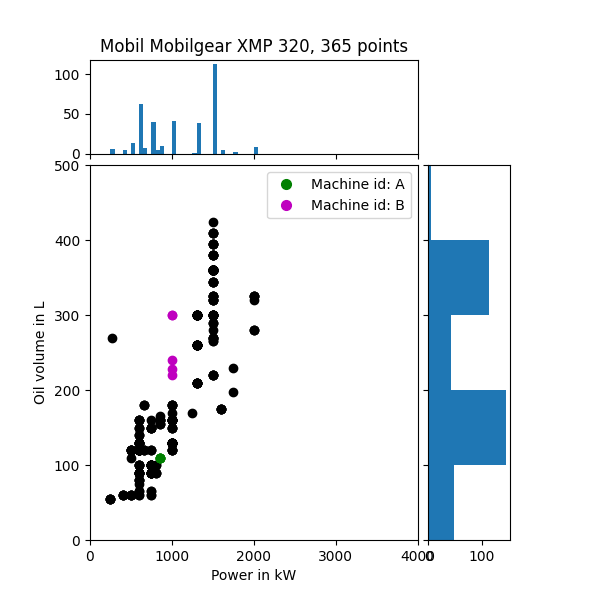 Mobil Mobilgear XMP 320, 365 points
100
50
0
500
400
300
200
100
0
Oil volume in L
Machine id: A
Machine id: B
0 1000 2000 3000 4000
0 100
Power in kW